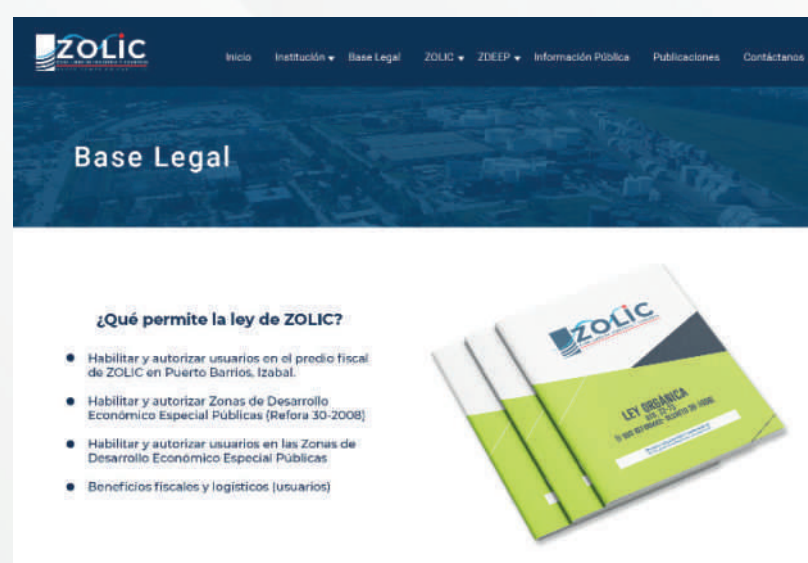 ZOLIC
Inicio Institución Base Legal ZOLIC ZDEEP Información Pública Publicaciones Contáctanos
Base Legal
¿Qué permite la ley de ZOLIC?
Habilitar y autorizar usuarios en el predio fiscal
de ZOLIC en Puerto Barrios, Izabal.
Habilitar y autorizar Zonas de Desarrollo
Económico Especial Públicas (Refora 30-2008)
Habilitar y autorizar usuarios en las Zonas de
Desarrollo Económico Especial Públicas
Beneficios fiscales y logísticos (usuarios)
ZOLIC
LEY ORGÁNICA